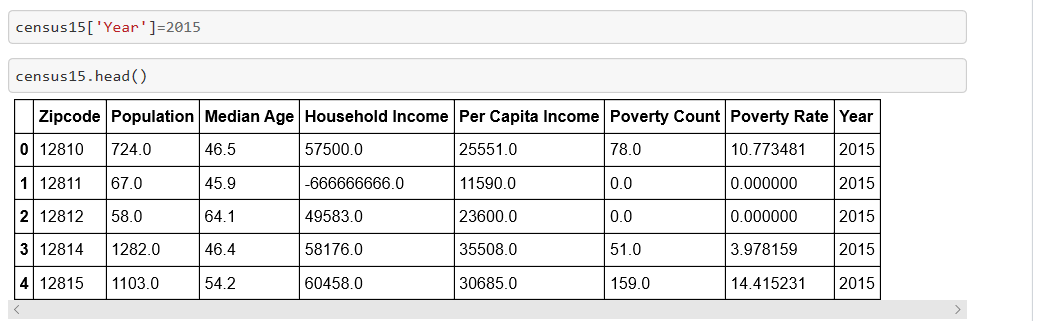 census15['Year']=2015
census15.head()
Zipcode Population Median Age Household Income Per Capita Income Poverty Count Poverty Rate Year
0 12810 724.0 46.5 57500.0 25551.0 78.0 10.773481 2015
1 12811 67.0 45.9 -666666666.0 11590.0 0.0 0.000000 2015
2 12812 58.0 64.1 49583.0 23600.0 0.0 0.000000 2015
3 12814 1282.0 46.4 58176.0 35508.0 51.0 3.978159 2015
4 12815 1103.0 54.2 60458.0 30685.0 159.0 14.415231 2015